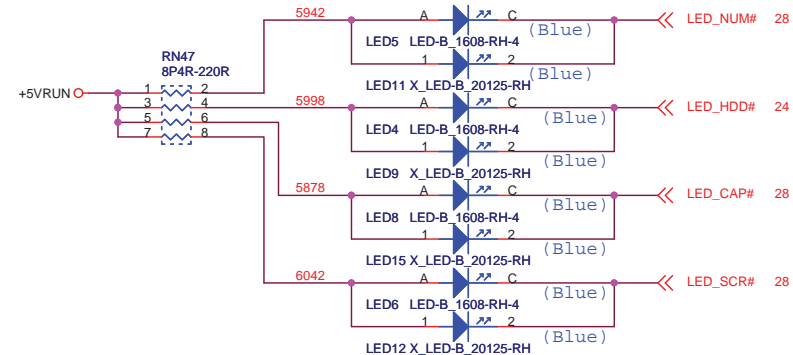 5942 A C LED_NUM# 28
(Blue)
LED5 LED-B_1608-RH-4
RN47
8P4R-220R
1 2
LED11 X_LED-B_20125-RH
+5VRUN 1 2
(Blue)
3 4 5998 A C LED_HDD# 24
(Blue)
5 6
LED4 LED-B_1608-RH-4
7 8
1 2
(Blue)
LED9 X_LED-B_20125-RH
5878 A C LED_CAP# 28
(Blue)
LED8 LED-B_1608-RH-4
1 2
(Blue)
LED15 X_LED-B_20125-RH
6042 A C LED_SCR# 28
(Blue)
LED6 LED-B_1608-RH-4
1 2
(Blue)
LED12 X_LED-B_20125-RH